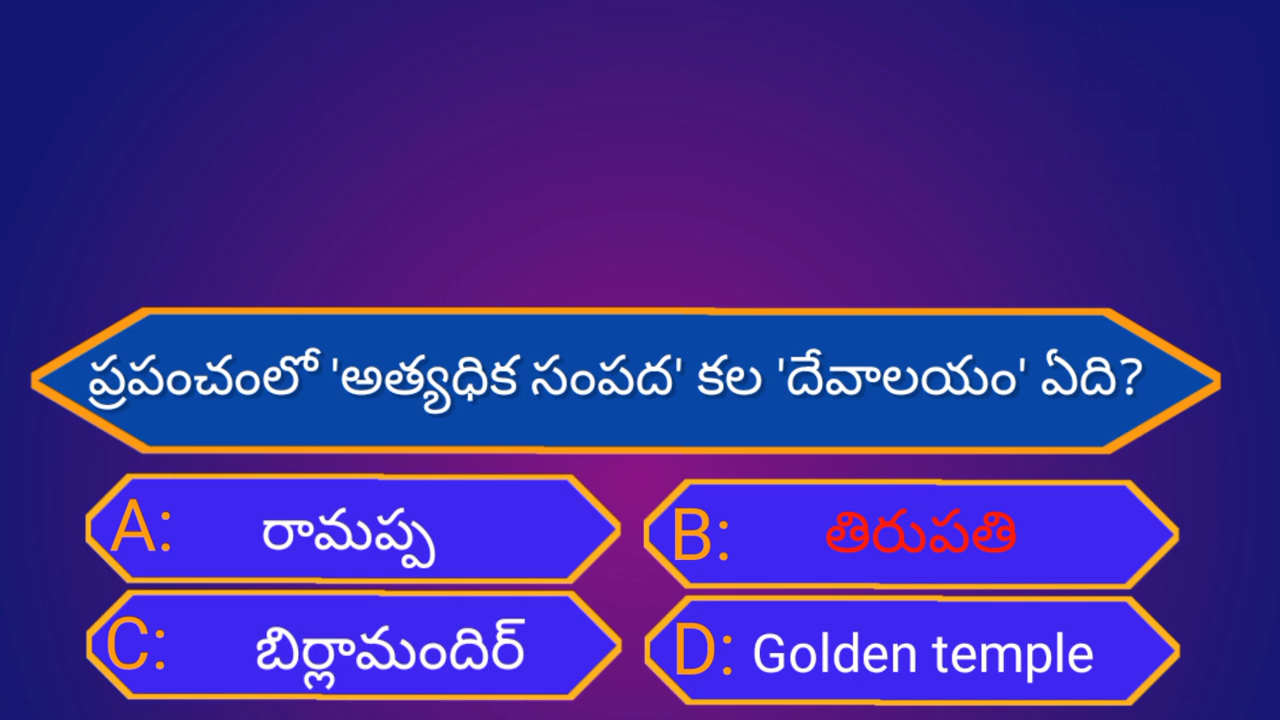 ప్రపంచంలో 'అత్యధిక సంపద' కల 'దేవాలయం' ఏది?
A: రామప్ప
B: తిరుపతి
C: బిర్లామందిర్
D: Golden temple